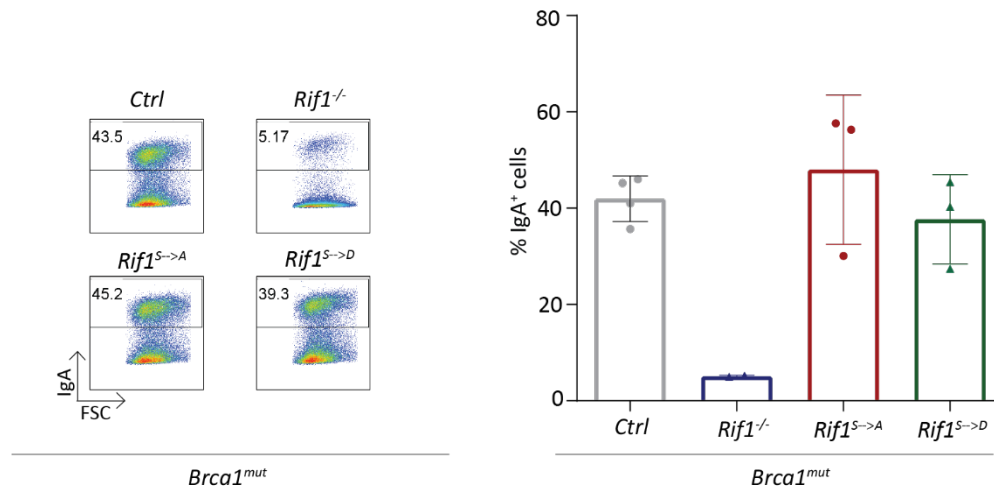 Ctrl Rif1-/-
43.5 5.17
Rif1S-->A Rif1S-->D
45.2 39.3
IgA
FSC
Brca1mut
80
60
40
20
0
% IgA+ cells
Ctrl Rif1-/- Rif1S-->A Rif1S-->D
Brca1mut